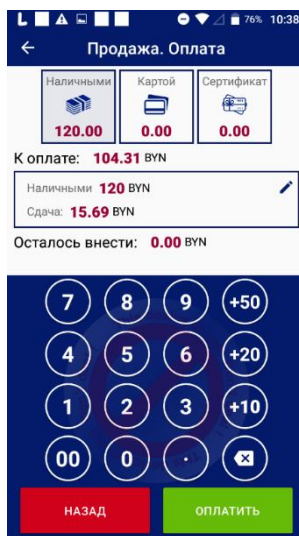 L A 76% 10:38
Продажа. Оплата
Наличными Картой Сертификат
120.00 0.00 0.00
К оплате: 104.31 BYN
Наличными 120 BYN
Сдача: 15.69 BYN
Осталось внести: 0.00 BYN
7 8 9 +50
4 5 6 +20
1 2 3 +10
00 0 .
НАЗАД ОПЛАТИТЬ